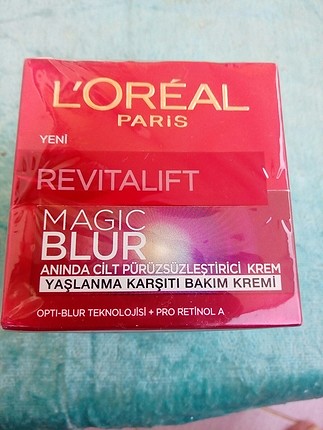 L'ORÉAL
PARIS
YENİ
REVITALIFT
MAGIC
BLUR
ANINDA CİLT PÜRÜZSÜZLEŞTİRİCİ KREM
YAŞLANMA KARŞITI BAKIM KREMİ
OPTI-BLUR TEKNOLOJİSİ + PRO RETINOL A